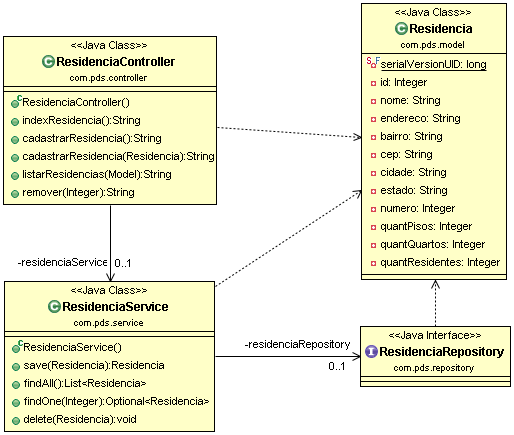 <<Java Class>>
ResidenciaController
com.pds.controller
ResidenciaController()
indexResidencia():String
cadastrarResidencia():String
cadastrarResidencia(Residencia):String
listarResidencias(Model):String
remover(Integer):String
<<Java Class>>
Residencia
com.pds.model
serialVersionUID: long
id: Integer
nome: String
endereco: String
bairro: String
cep: String
cidade: String
estado: String
numero: Integer
quantPisos: Integer
quantQuartos: Integer
quantResidentes: Integer
-residenciaService
0..1
<<Java Class>>
ResidenciaService
com.pds.service
ResidenciaService()
save(Residencia):Residencia
findAll():List<Residencia>
findOne(Integer):Optional<Residencia>
delete(Residencia):void
-residenciaRepository
0..1
<<Java Interface>>
ResidenciaRepository
com.pds.repository